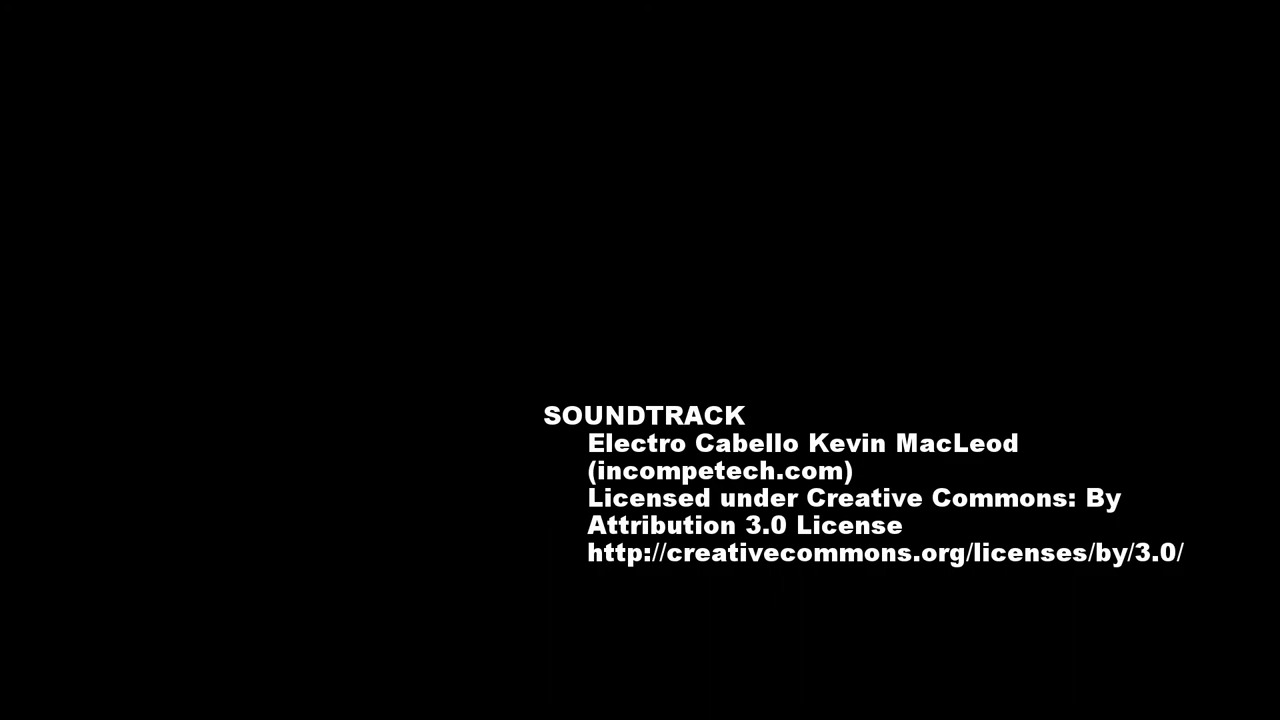 SOUNDTRACK
Electro Cabello Kevin MacLeod
(incompetech.com)
Licensed under Creative Commons: By
Attribution 3.0 License
http://creativecommons.org/licenses/by/3.0/